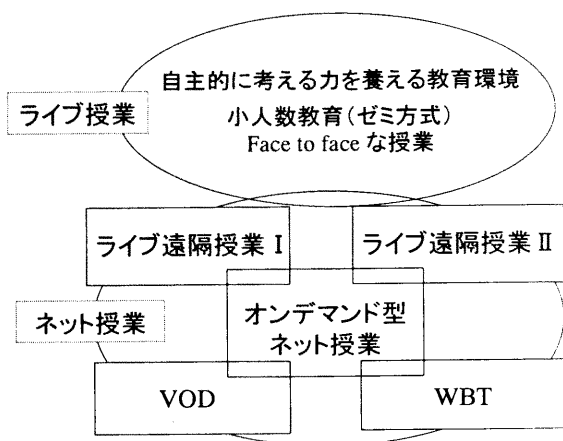 自主的に考える力を養える教育環境
ライブ授業
小人数教育(ゼミ方式)
Face to face な授業
ライブ遠隔授業 I
ライブ遠隔授業 II
ネット授業
オンデマンド型
ネット授業
VOD
WBT